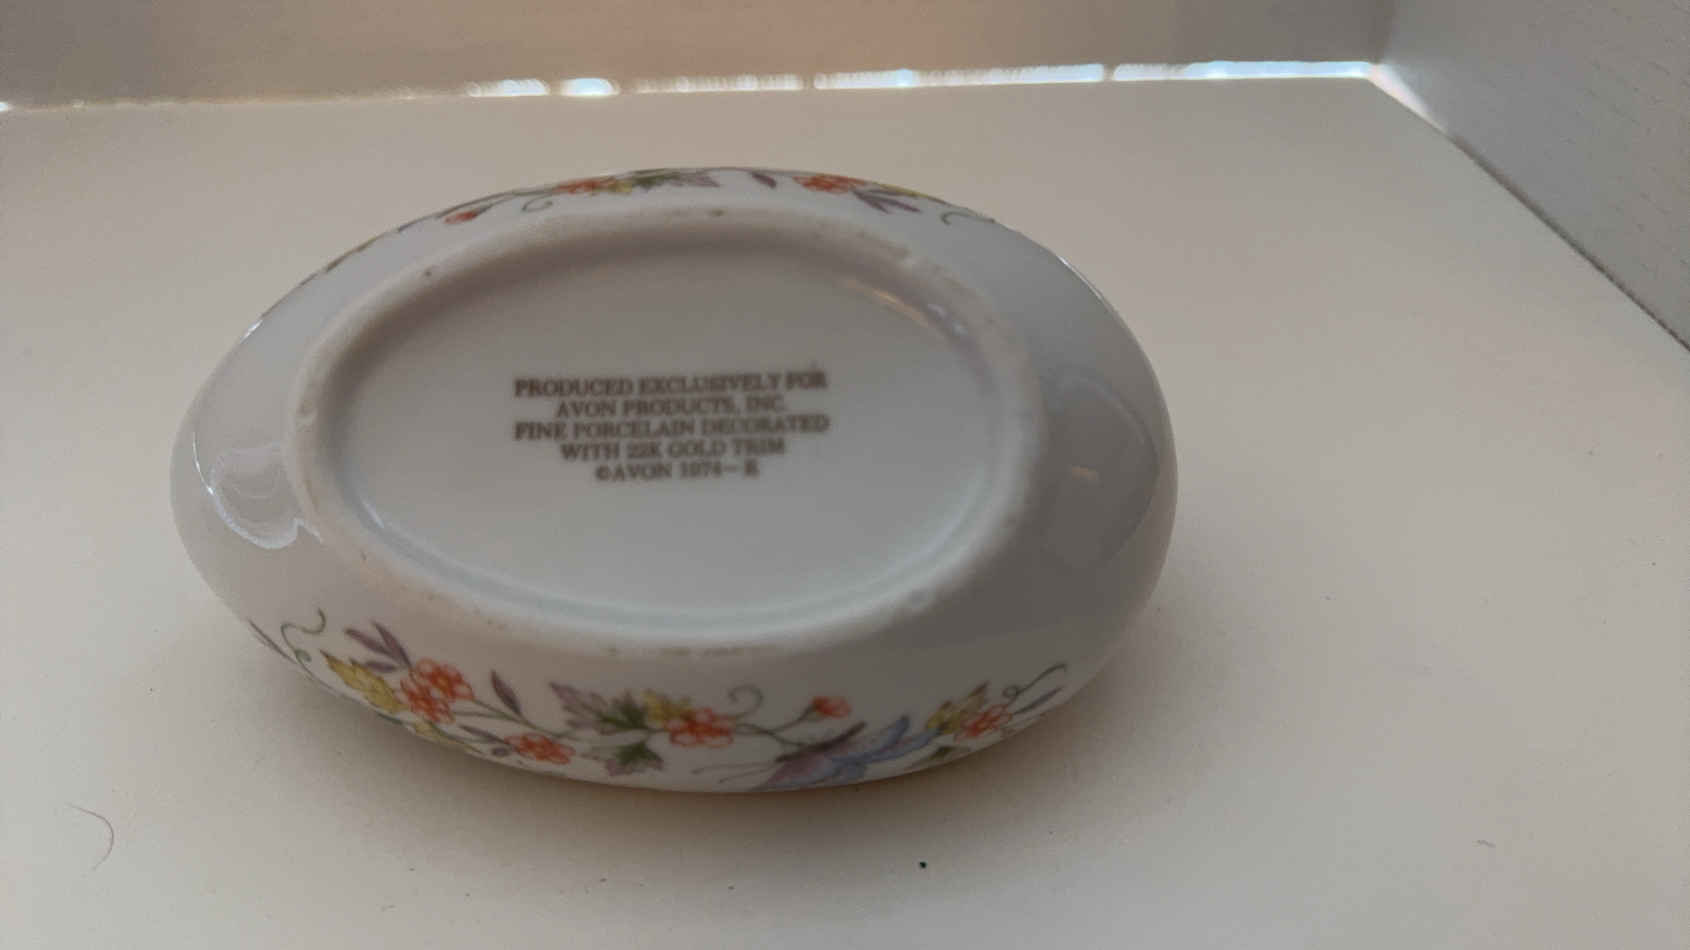 PRODUCED EXCLUSIVELY FOR
AVON PRODUCTS, INC.
FINE PORCELAIN DECORATED
WITH 22K GOLD TRIM
©AVON 1974-E